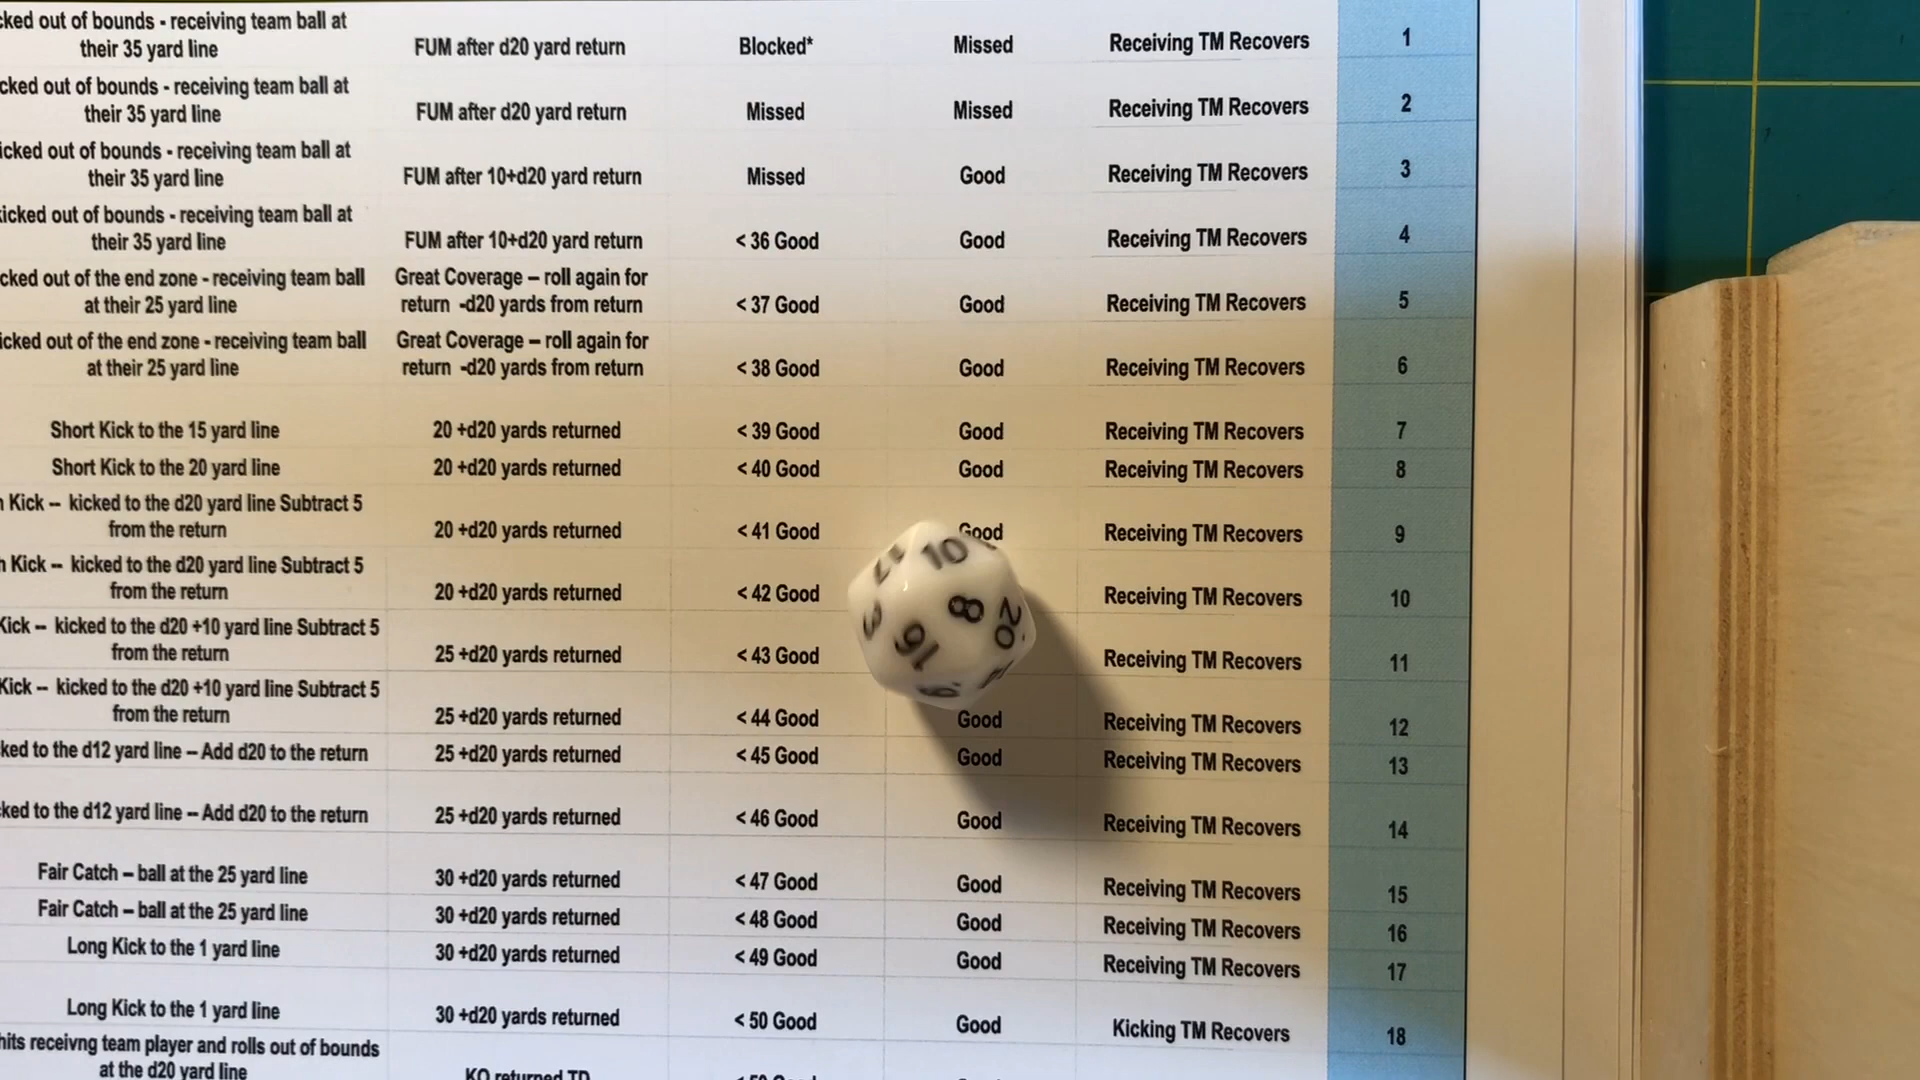 cked out of bounds - receiving team ball at
their 35 yard line
FUM after d20 yard return
Blocked*
Missed
Receiving TM Recovers
1
cked out of bounds - receiving team ball at
their 35 yard line
FUM after d20 yard return
Missed
Missed
Receiving TM Recovers
2
icked out of bounds - receiving team ball at
their 35 yard line
FUM after 10+d20 yard return
Missed
Good
Receiving TM Recovers
3
kicked out of bounds - receiving team ball at
their 35 yard line
FUM after 10+d20 yard return
< 36 Good
Good
Receiving TM Recovers
4
cked out of the end zone - receiving team ball
at their 25 yard line
Great Coverage – roll again for
return -d20 yards from return
< 37 Good
Good
Receiving TM Recovers
5
icked out of the end zone - receiving team ball
at their 25 yard line
Great Coverage – roll again for
return -d20 yards from return
< 38 Good
Good
Receiving TM Recovers
6
Short Kick to the 15 yard line
20 +d20 yards returned
< 39 Good
Good
Receiving TM Recovers
7
Short Kick to the 20 yard line
20 +d20 yards returned
< 40 Good
Good
Receiving TM Recovers
8
h Kick -- kicked to the d20 yard line Subtract 5
from the return
20 +d20 yards returned
< 41 Good
Good
Receiving TM Recovers
9
h Kick -- kicked to the d20 yard line Subtract 5
from the return
20 +d20 yards returned
< 42 Good
Receiving TM Recovers
10
Kick -- kicked to the d20 +10 yard line Subtract 5
from the return
25 +d20 yards returned
< 43 Good
Receiving TM Recovers
11
Kick -- kicked to the d20 +10 yard line Subtract 5
from the return
25 +d20 yards returned
< 44 Good
Good
Receiving TM Recovers
12
ked to the d12 yard line -- Add d20 to the return
25 +d20 yards returned
< 45 Good
Good
Receiving TM Recovers
13
ked to the d12 yard line -- Add d20 to the return
25 +d20 yards returned
< 46 Good
Good
Receiving TM Recovers
14
Fair Catch – ball at the 25 yard line
30 +d20 yards returned
< 47 Good
Good
Receiving TM Recovers
15
Fair Catch – ball at the 25 yard line
30 +d20 yards returned
< 48 Good
Good
Receiving TM Recovers
16
Long Kick to the 1 yard line
30 +d20 yards returned
< 49 Good
Good
Receiving TM Recovers
17
Long Kick to the 1 yard line
30 +d20 yards returned
< 50 Good
Good
Kicking TM Recovers
18
hits receivng team player and rolls out of bounds
at the d20 yard line
KO returned TD
17
10
8
20
16